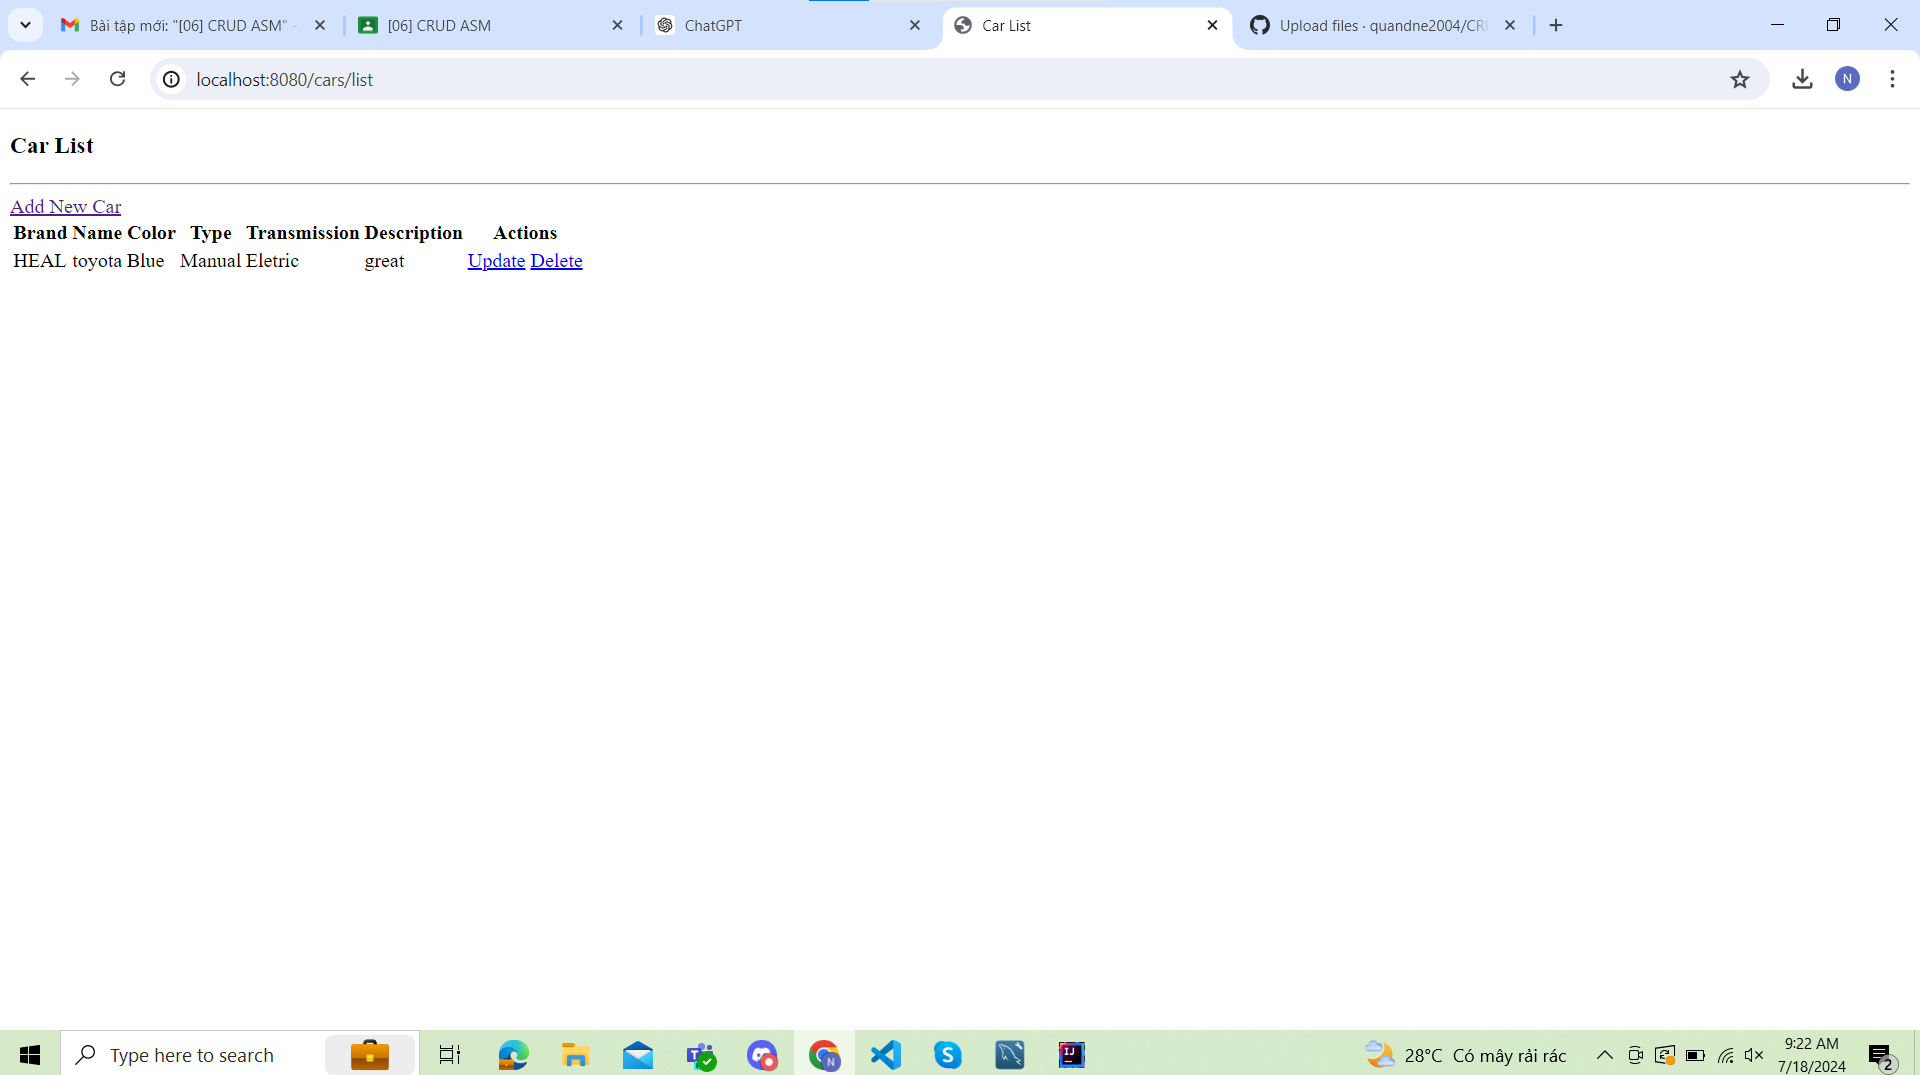 Bài tập mới: "[06] CRUD ASM" -
[06] CRUD ASM
ChatGPT
Car List
Upload files · quandne2004/CRU
localhost:8080/cars/list
N
Car List
Add New Car
Brand Name Color Type Transmission Description Actions
HEAL toyota Blue Manual Eletric great Update Delete
Type here to search
N
IJ
28°C Có mây rải rác
9:22 AM
7/18/2024
2